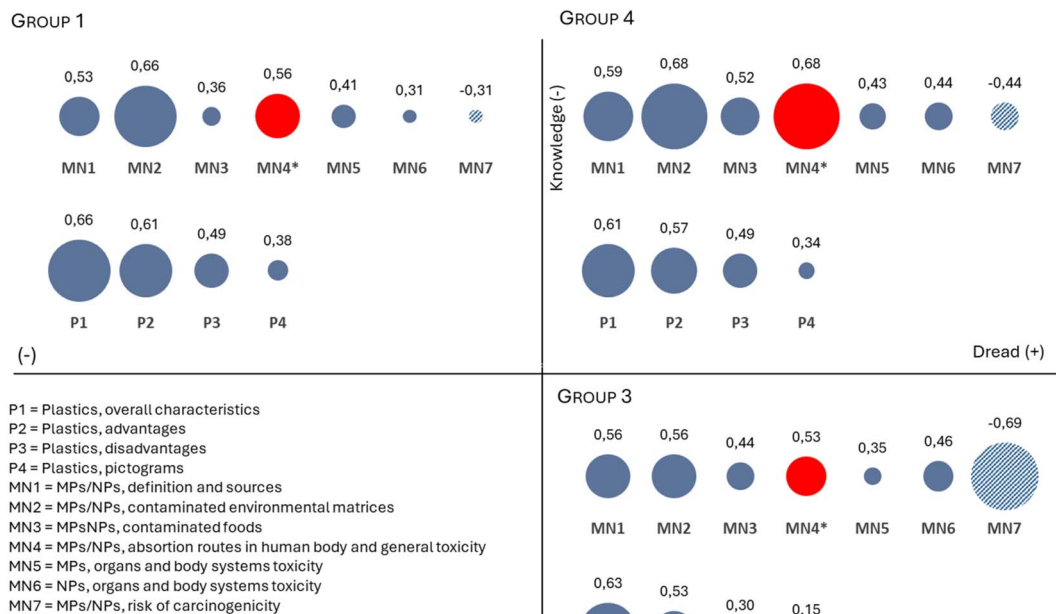 GROUP 1
0,53 0,66 0,36 0,56 0,41 0,31 -0,31
MN1 MN2 MN3 MN4* MN5 MN6 MN7
0,66 0,61 0,49 0,38
P1 P2 P3 P4
(-)
GROUP 4
Knowledge (-)
0,59 0,68 0,52 0,68 0,43 0,44 -0,44
MN1 MN2 MN3 MN4* MN5 MN6 MN7
0,61 0,57 0,49 0,34
P1 P2 P3 P4
Dread (+)
P1 = Plastics, overall characteristics
P2 = Plastics, advantages
P3 = Plastics, disadvantages
P4 = Plastics, pictograms
MN1 = MPs/NPs, definition and sources
MN2 = MPs/NPs, contaminated environmental matrices
MN3 = MPsNPs, contaminated foods
MN4 = MPs/NPs, absortion routes in human body and general toxicity
MN5 = MPs, organs and body systems toxicity
MN6 = NPs, organs and body systems toxicity
MN7 = MPs/NPs, risk of carcinogenicity
GROUP 3
0,56 0,56 0,44 0,53 0,35 0,46 -0,69
MN1 MN2 MN3 MN4* MN5 MN6 MN7
0,63 0,53 0,30 0,15